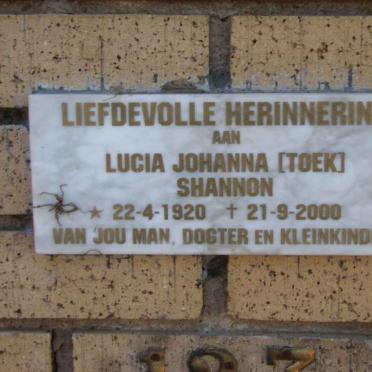 LIEFDEVOLLE HERINNERIN
AAN
LUCIA JOHANNA [TOEK]
SHANNON
* 22-4-1920 † 21-9-2000
VAN JOU MAN, DOGTER EN KLEINKIND